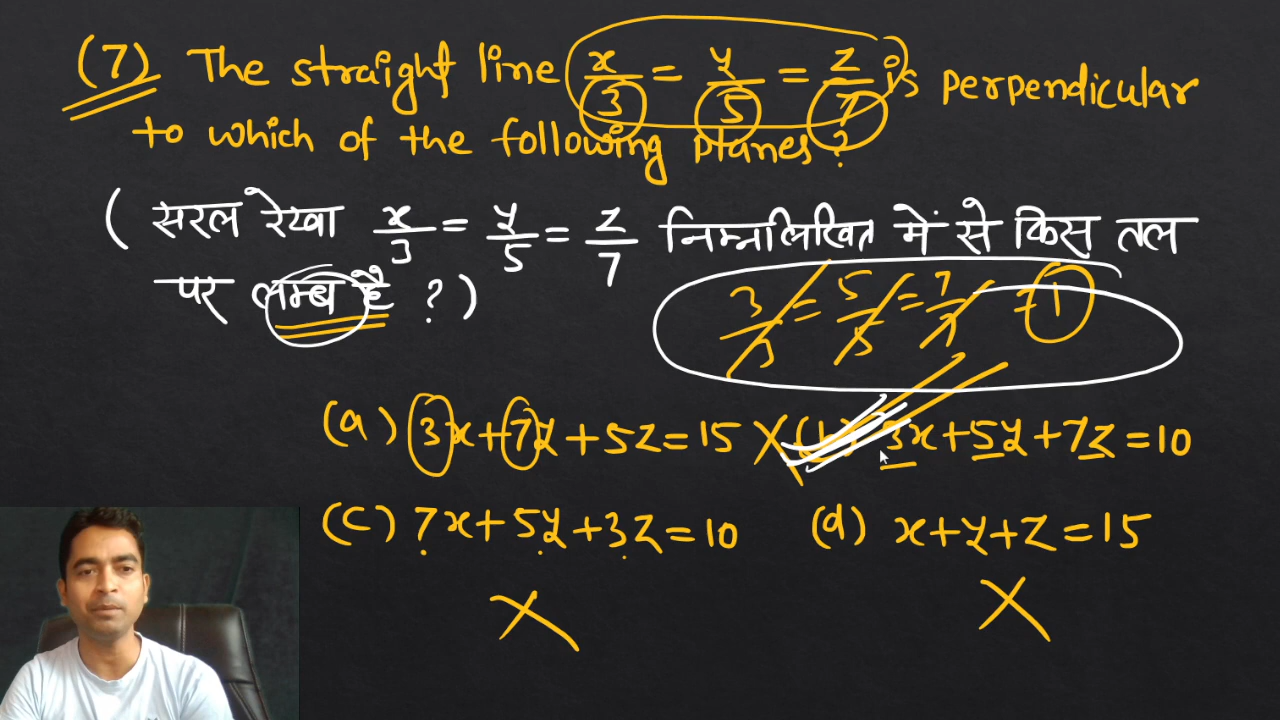 (7) The straight line x/3 = y/5 = z/7 is perpendicular
to which of the following planes?
( सरल रेखा x/3 = y/5 = z/7 निम्नलिखित में से किस तल
पर लम्ब है ? )
3/3 = 5/5 = 7/7 = 1
(a) 3x+7y+5z=15 X (b) 3x+5y+7z=10
(c) 7x+5y+3z=10 (d) x+y+z=15
X X